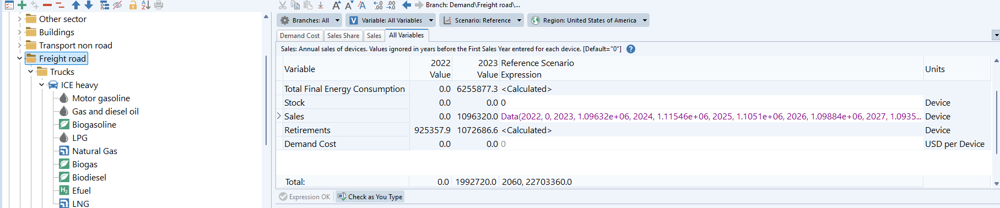 Branch: Demand\Freight road\...
Other sector
Buildings
Transport non road
Freight road
Trucks
ICE heavy
Motor gasoline
Gas and diesel oil
Biogasoline
LPG
Natural Gas
Biogas
Biodiesel
Efuel
LNG
Branches: All
Variable: All Variables
Scenario: Reference
Region: United States of America
Demand Cost Sales Share Sales All Variables
Sales: Annual sales of devices. Values ignored in years before the First Sales Year entered for each device. [Default="0"]
Variable 2022 Value 2023 Value Reference Scenario Expression Units
Total Final Energy Consumption 0.0 6255877.3 <Calculated>
Stock 0.0 0.0 0 Device
Sales 0.0 1096320.0 Data(2022, 0, 2023, 1.09632e+06, 2024, 1.11546e+06, 2025, 1.1051e+06, 2026, 1.09884e+06, 2027, 1.0935... Device
Retirements 925357.9 1072686.6 <Calculated> Device
Demand Cost 0.0 0.0 0 USD per Device
Total: 0.0 1992720.0 2060, 22703360.0
Expression OK Check as You Type